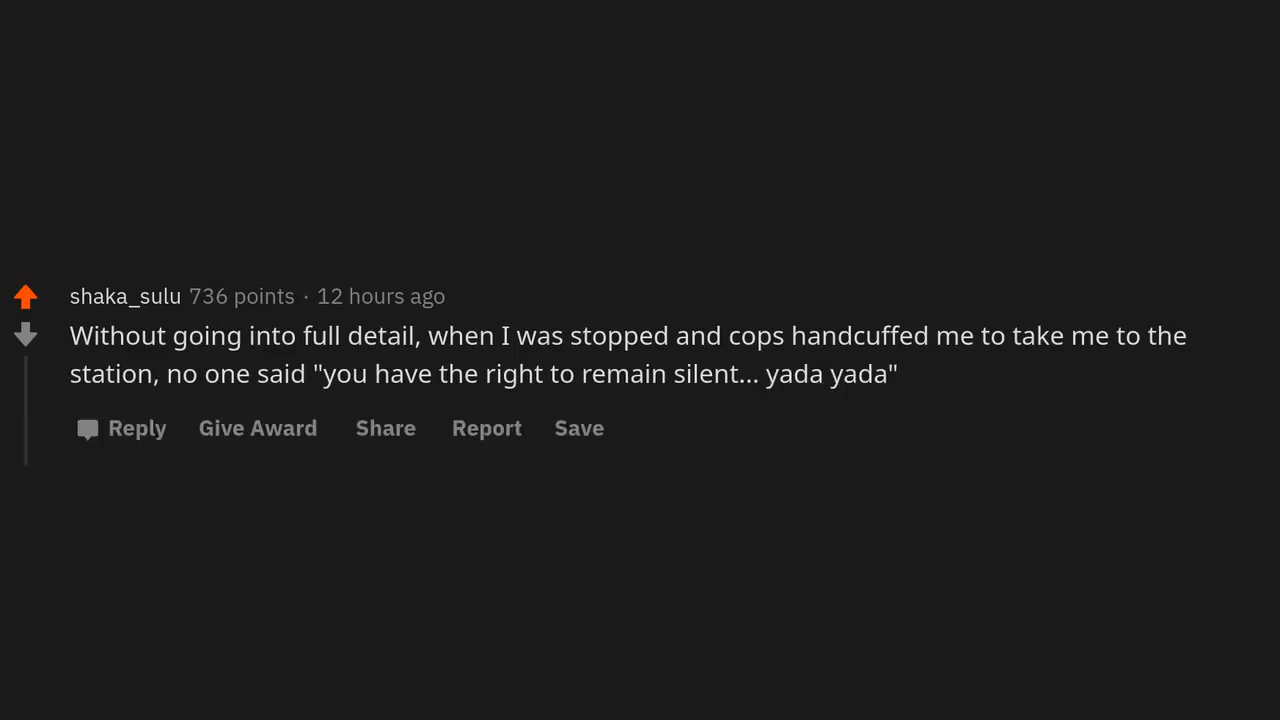 shaka_sulu 736 points · 12 hours ago
Without going into full detail, when I was stopped and cops handcuffed me to take me to the
station, no one said "you have the right to remain silent... yada yada"
Reply Give Award Share Report Save